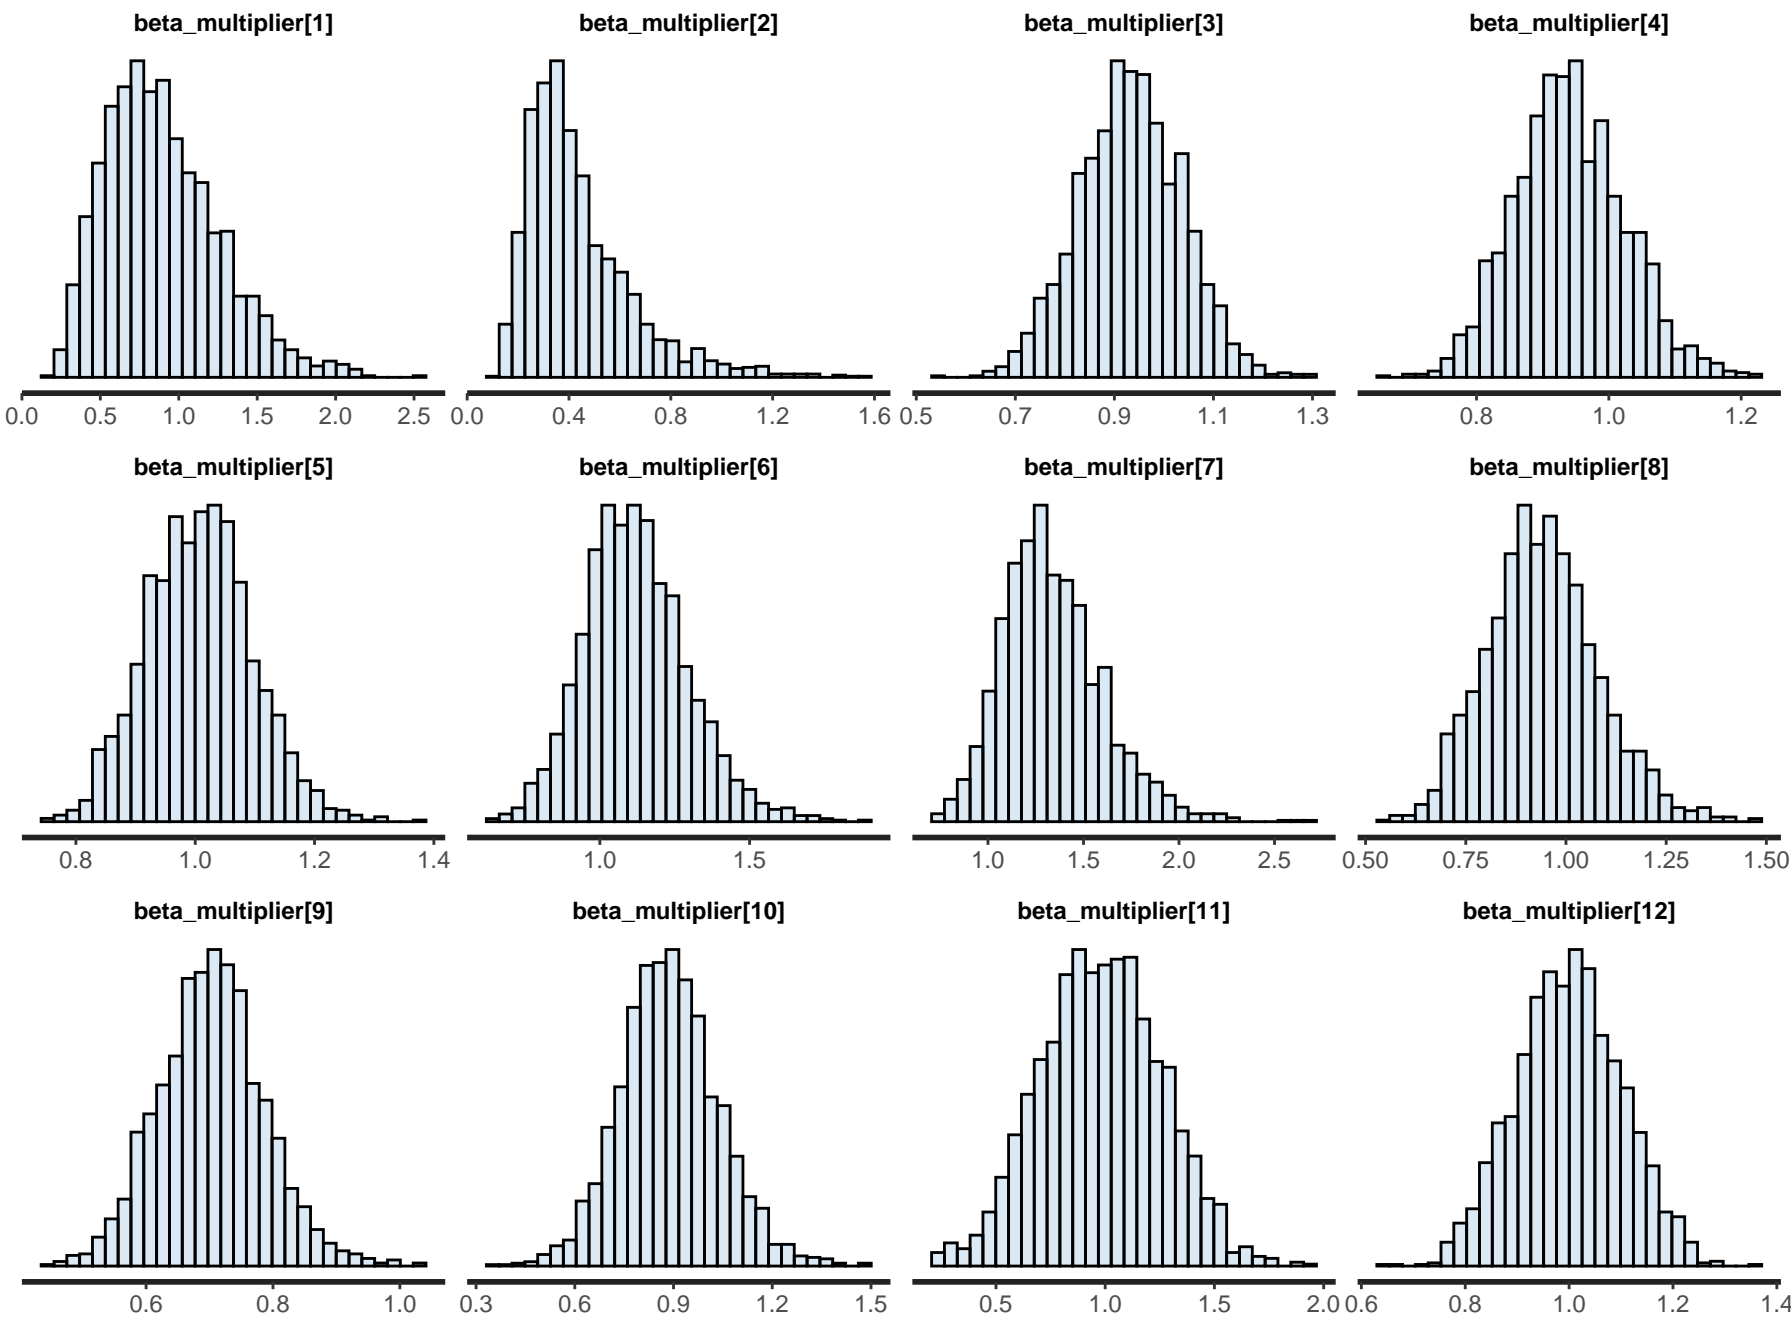 beta_multiplier[1] beta_multiplier[2] beta_multiplier[3] beta_multiplier[4]
0.0 0.5 1.0 1.5 2.0 2.5 0.0 0.4 0.8 1.2 1.6 0.5 0.7 0.9 1.1 1.3 0.8 1.0 1.2
beta_multiplier[5] beta_multiplier[6] beta_multiplier[7] beta_multiplier[8]
0.8 1.0 1.2 1.4 1.0 1.5 1.0 1.5 2.0 2.5 0.50 0.75 1.00 1.25 1.50
beta_multiplier[9] beta_multiplier[10] beta_multiplier[11] beta_multiplier[12]
0.6 0.8 1.0 0.3 0.6 0.9 1.2 1.5 0.5 1.0 1.5 2.0 0.6 0.8 1.0 1.2 1.4